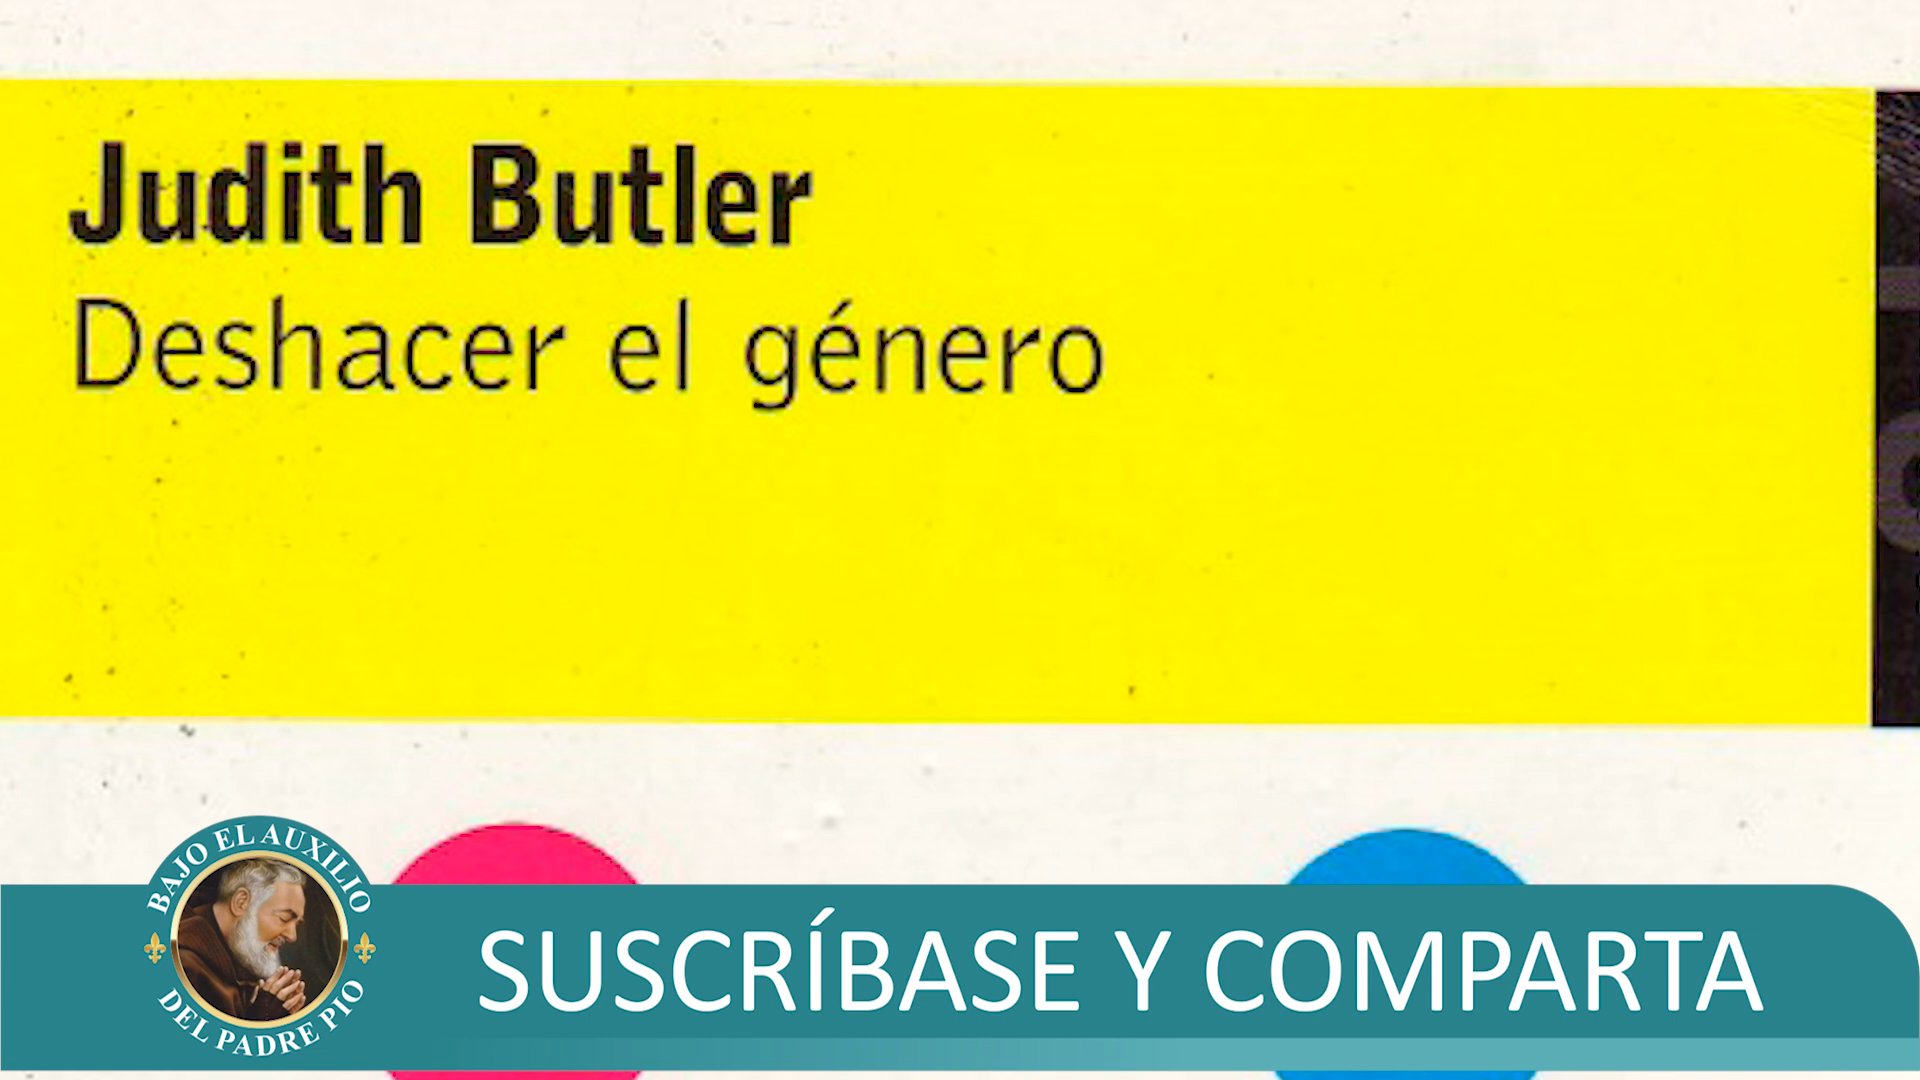 Judith Butler
Deshacer el género
BAJO EL AUXILIO
DEL PADRE PIO
SUSCRÍBASE Y COMPARTA